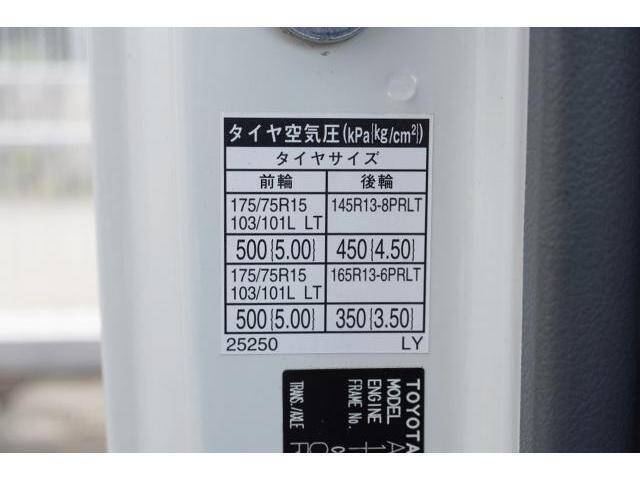 タイヤ空気圧(kPa{kg/cm²})
タイヤサイズ
前輪 後輪
175/75R15 145R13-8PRLT
103/101L LT
500{5.00} 450{4.50}
175/75R15 165R13-6PRLT
103/101L LT
500{5.00} 350{3.50}
25250 LY
TOYOTA
MODEL
ENGINE
FRAME No.
TRANS./AXLE